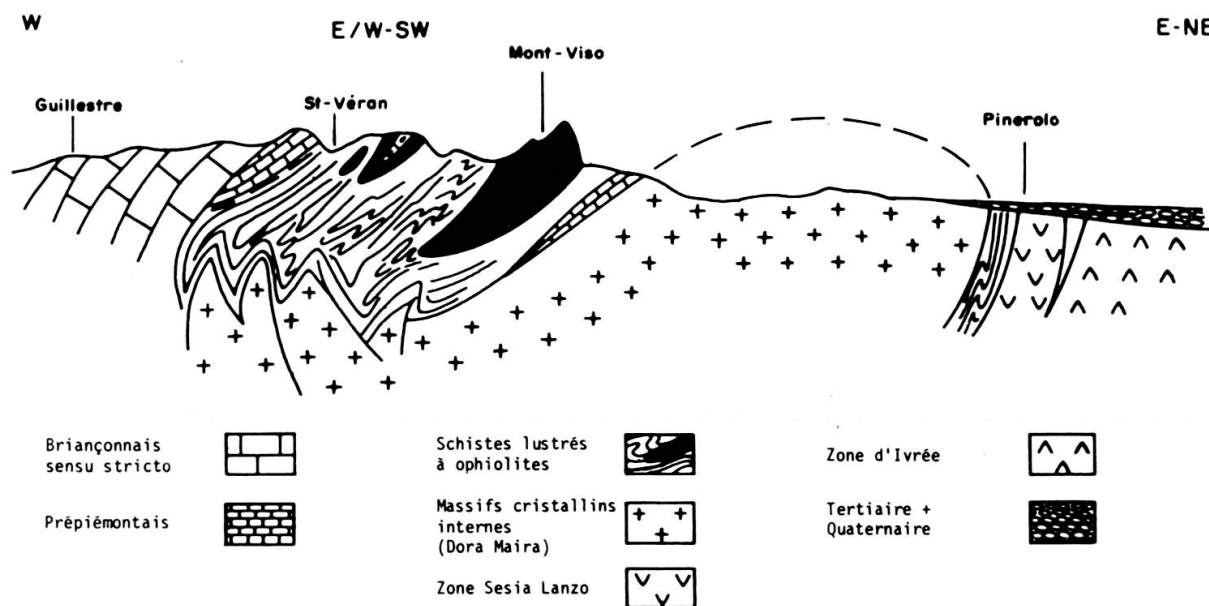 W
E/W-SW
E-NE
Mont-Viso
Guillestre
St-Véran
Pinerolo
Briançonnais
sensu stricto
Prépiémontais
Schistes lustrés
à ophiolites
Massifs cristallins
internes
(Dora Maira)
Zone Sesia Lanzo
Zone d'Ivrée
Tertiaire +
Quaternaire